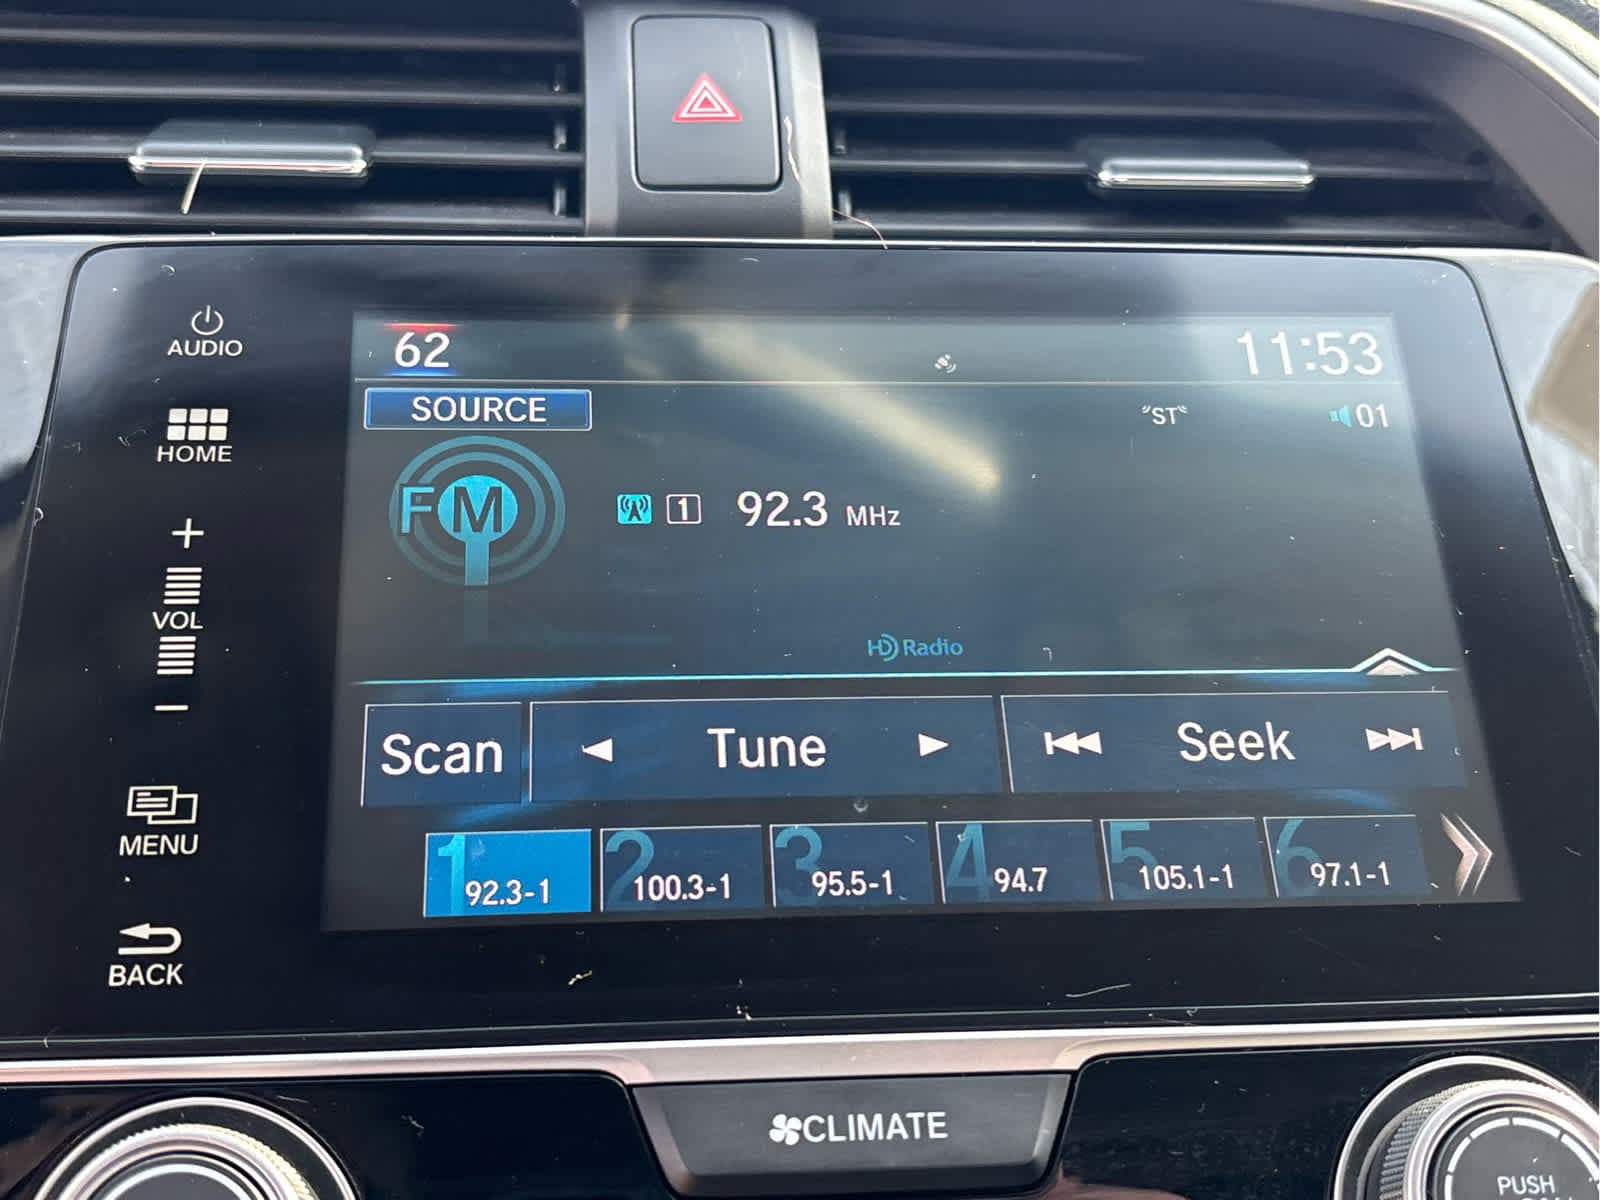 AUDIO
62
11:53
SOURCE
"ST"
01
HOME
FM
1 92.3 MHz
+
VOL
−
HD Radio
Scan
Tune
Seek
MENU
1 92.3-1
2 100.3-1
3 95.5-1
4 94.7
5 105.1-1
6 97.1-1
BACK
CLIMATE
PUSH